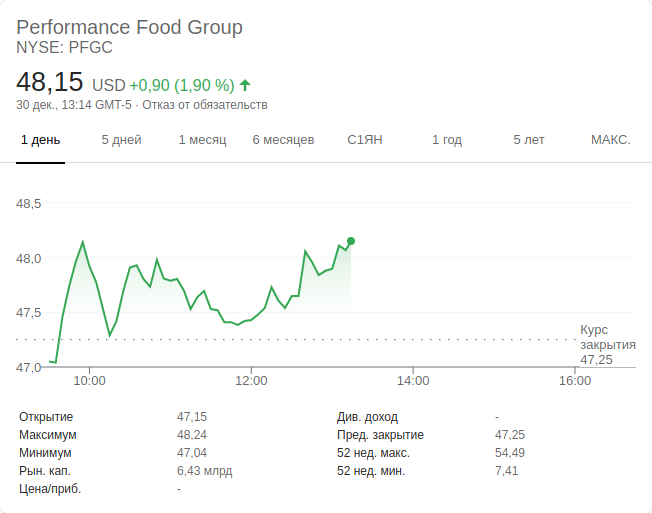 Performance Food Group
NYSE: PFGC
48,15 USD +0,90 (1,90 %)
30 дек., 13:14 GMT-5 · Отказ от обязательств
1 день 5 дней 1 месяц 6 месяцев С1ЯН 1 год 5 лет МАКС.
48,5
48,0
47,5
47,0
Курс
закрытия
47,25
10:00 12:00 14:00 16:00
Открытие 47,15 Див. доход -
Максимум 48,24 Пред. закрытие 47,25
Минимум 47,04 52 нед. макс. 54,49
Рын. кап. 6,43 млрд 52 нед. мин. 7,41
Цена/приб. -